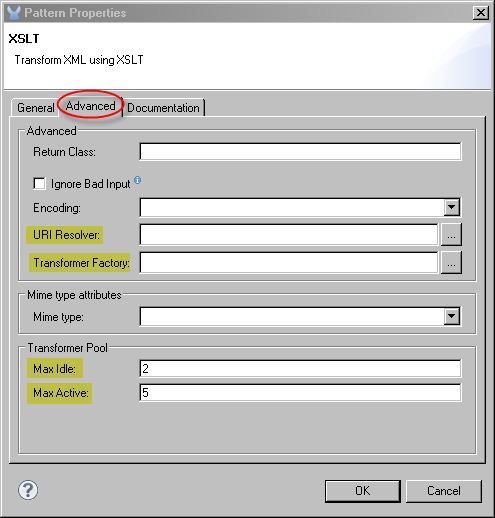 Pattern Properties
XSLT
Transform XML using XSLT
General Advanced Documentation
Advanced
Return Class:
Ignore Bad Input
Encoding:
URI Resolver: ...
Transformer Factory: ...
Mime type attributes
Mime type:
Transformer Pool
Max Idle: 2
Max Active: 5
OK Cancel